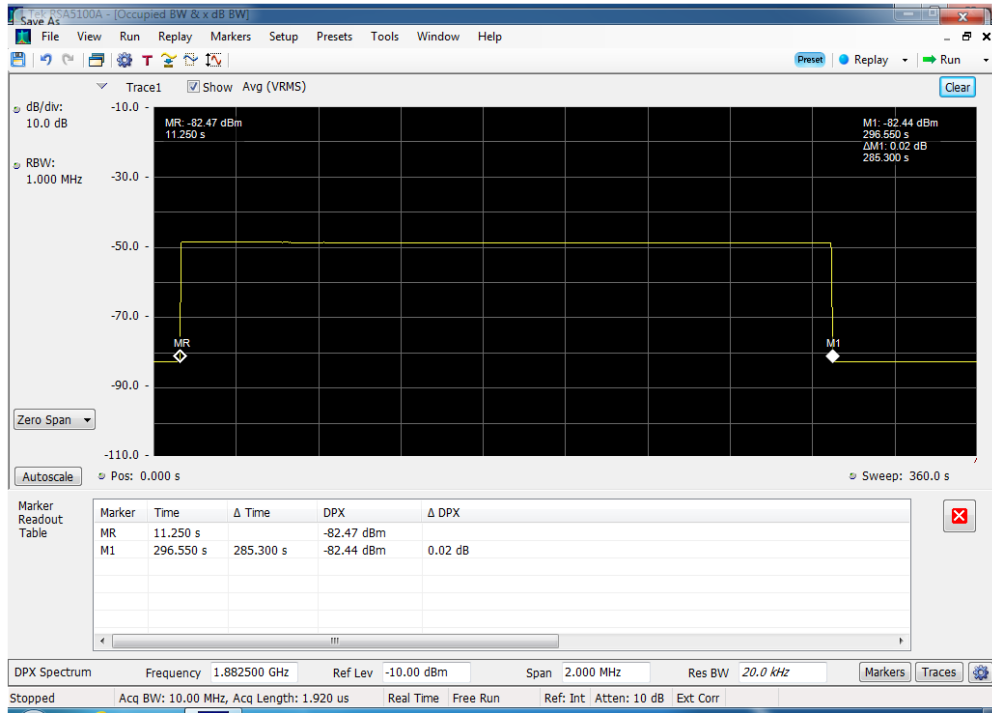 Tek RSA5100A - [Occupied BW & x dB BW]
Save As
File View Run Replay Markers Setup Presets Tools Window Help
T Preset Replay Run
Trace1 Show Avg (VRMS) Clear
dB/div:
10.0 dB
RBW:
1.000 MHz
-10.0
-30.0
-50.0
-70.0
-90.0
-110.0
MR: -82.47 dBm
11.250 s
M1: -82.44 dBm
296.550 s
ΔM1: 0.02 dB
285.300 s
MR
M1
Zero Span
Autoscale Pos: 0.000 s Sweep: 360.0 s
Marker
Readout
Table
Marker Time Δ Time DPX Δ DPX
MR 11.250 s -82.47 dBm
M1 296.550 s 285.300 s -82.44 dBm 0.02 dB
DPX Spectrum Frequency 1.882500 GHz Ref Lev -10.00 dBm Span 2.000 MHz Res BW 20.0 kHz Markers Traces
Stopped Acq BW: 10.00 MHz, Acq Length: 1.920 us Real Time Free Run Ref: Int Atten: 10 dB Ext Corr